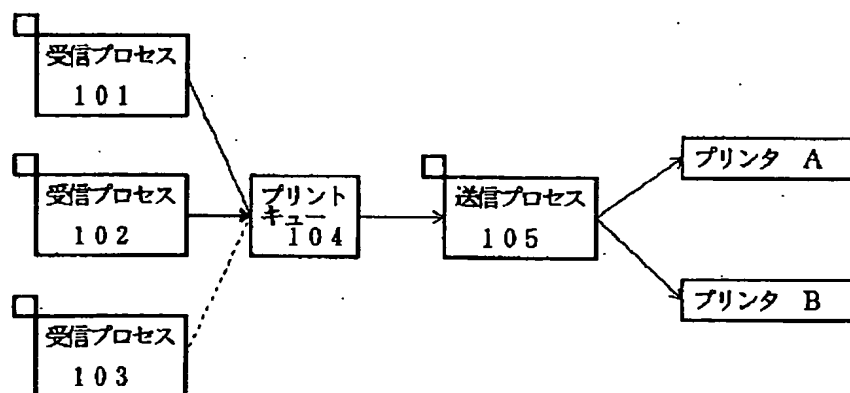 受信プロセス
101
受信プロセス
102
受信プロセス
103
プリント
キュー
104
送信プロセス
105
プリンタ A
プリンタ B